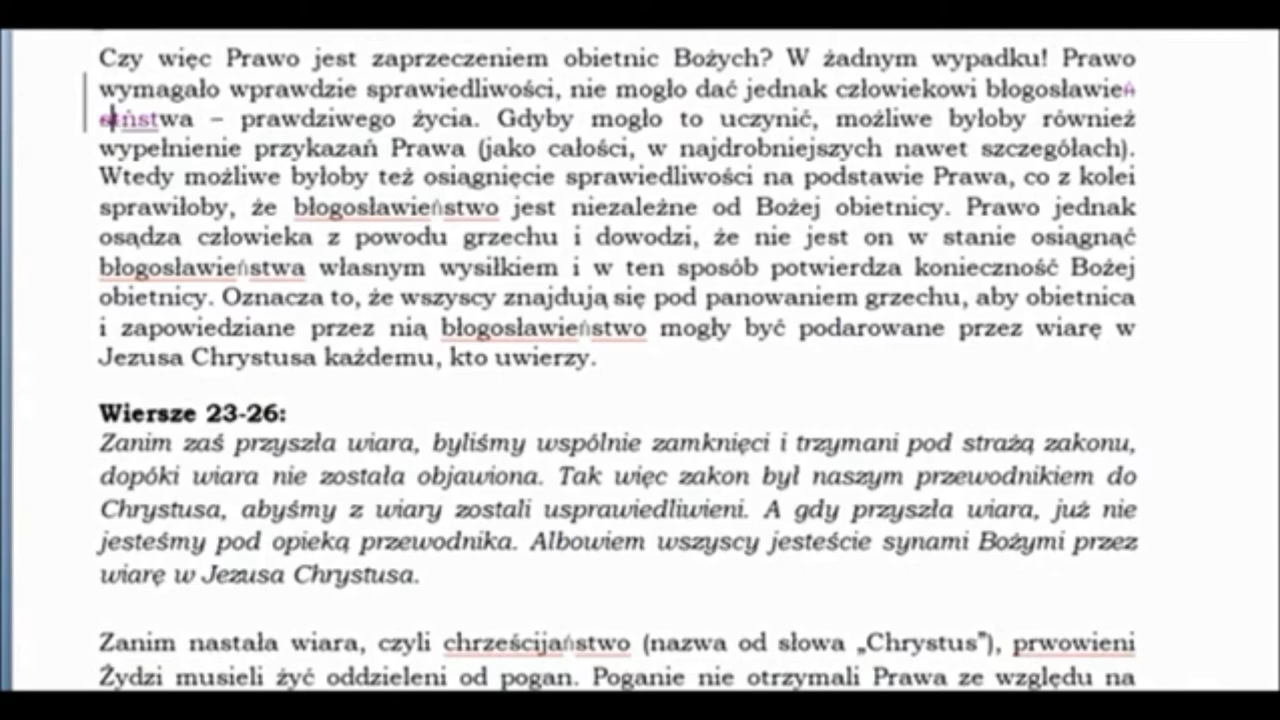 Czy więc Prawo jest zaprzeczeniem obietnic Bożych? W żadnym wypadku! Prawo
wymagało wprawdzie sprawiedliwości, nie mogło dać jednak człowiekowi błogosławień
stństwa – prawdziwego życia. Gdyby mogło to uczynić, możliwe byłoby również
wypełnienie przykazań Prawa (jako całości, w najdrobniejszych nawet szczegółach).
Wtedy możliwe byłoby też osiągnięcie sprawiedliwości na podstawie Prawa, co z kolei
sprawiłoby, że błogosławieństwo jest niezależne od Bożej obietnicy. Prawo jednak
osądza człowieka z powodu grzechu i dowodzi, że nie jest on w stanie osiągnąć
błogosławieństwa własnym wysiłkiem i w ten sposób potwierdza konieczność Bożej
obietnicy. Oznacza to, że wszyscy znajdują się pod panowaniem grzechu, aby obietnica
i zapowiedziane przez nią błogosławieństwo mogły być podarowane przez wiarę w
Jezusa Chrystusa każdemu, kto uwierzy.
Wiersze 23-26:
Zanim zaś przyszła wiara, byliśmy wspólnie zamknięci i trzymani pod strażą zakonu,
dopóki wiara nie została objawiona. Tak więc zakon był naszym przewodnikiem do
Chrystusa, abyśmy z wiary zostali usprawiedliwieni. A gdy przyszła wiara, już nie
jesteśmy pod opieką przewodnika. Albowiem wszyscy jesteście synami Bożymi przez
wiarę w Jezusa Chrystusa.
Zanim nastała wiara, czyli chrześcijaństwo (nazwa od słowa „Chrystus”), prwowieni
Żydzi musieli żyć oddzieleni od pogan. Poganie nie otrzymali Prawa ze względu na